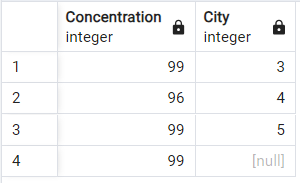 Concentration City
integer integer
1 99 3
2 96 4
3 99 5
4 99 [null]